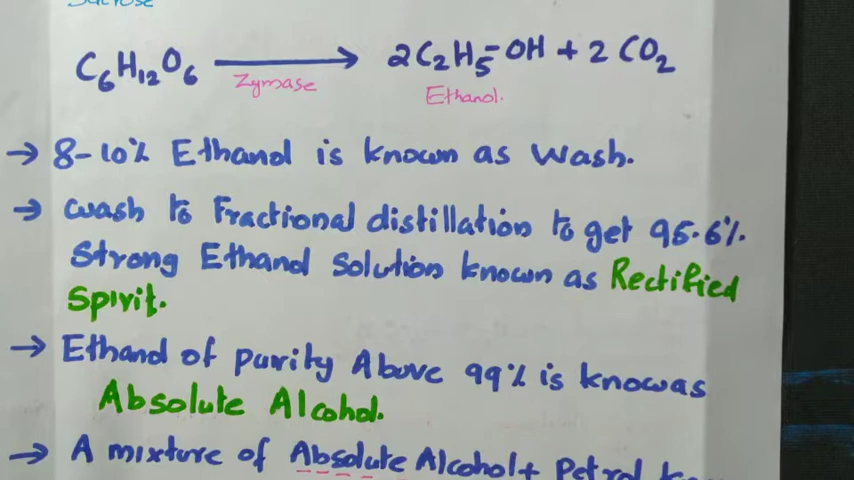 Sucrose
C₆H₁₂O₆ → 2C₂H₅-OH + 2CO₂
Zymase Ethanol.
→ 8-10% Ethanol is known as Wash.
→ Wash to Fractional distillation to get 95.6%
Strong Ethanol Solution known as Rectified
Spirit.
→ Ethanol of purity Above 99% is knowas
Absolute Alcohol.
→ A mixture of Absolute Alcohol + Petrol